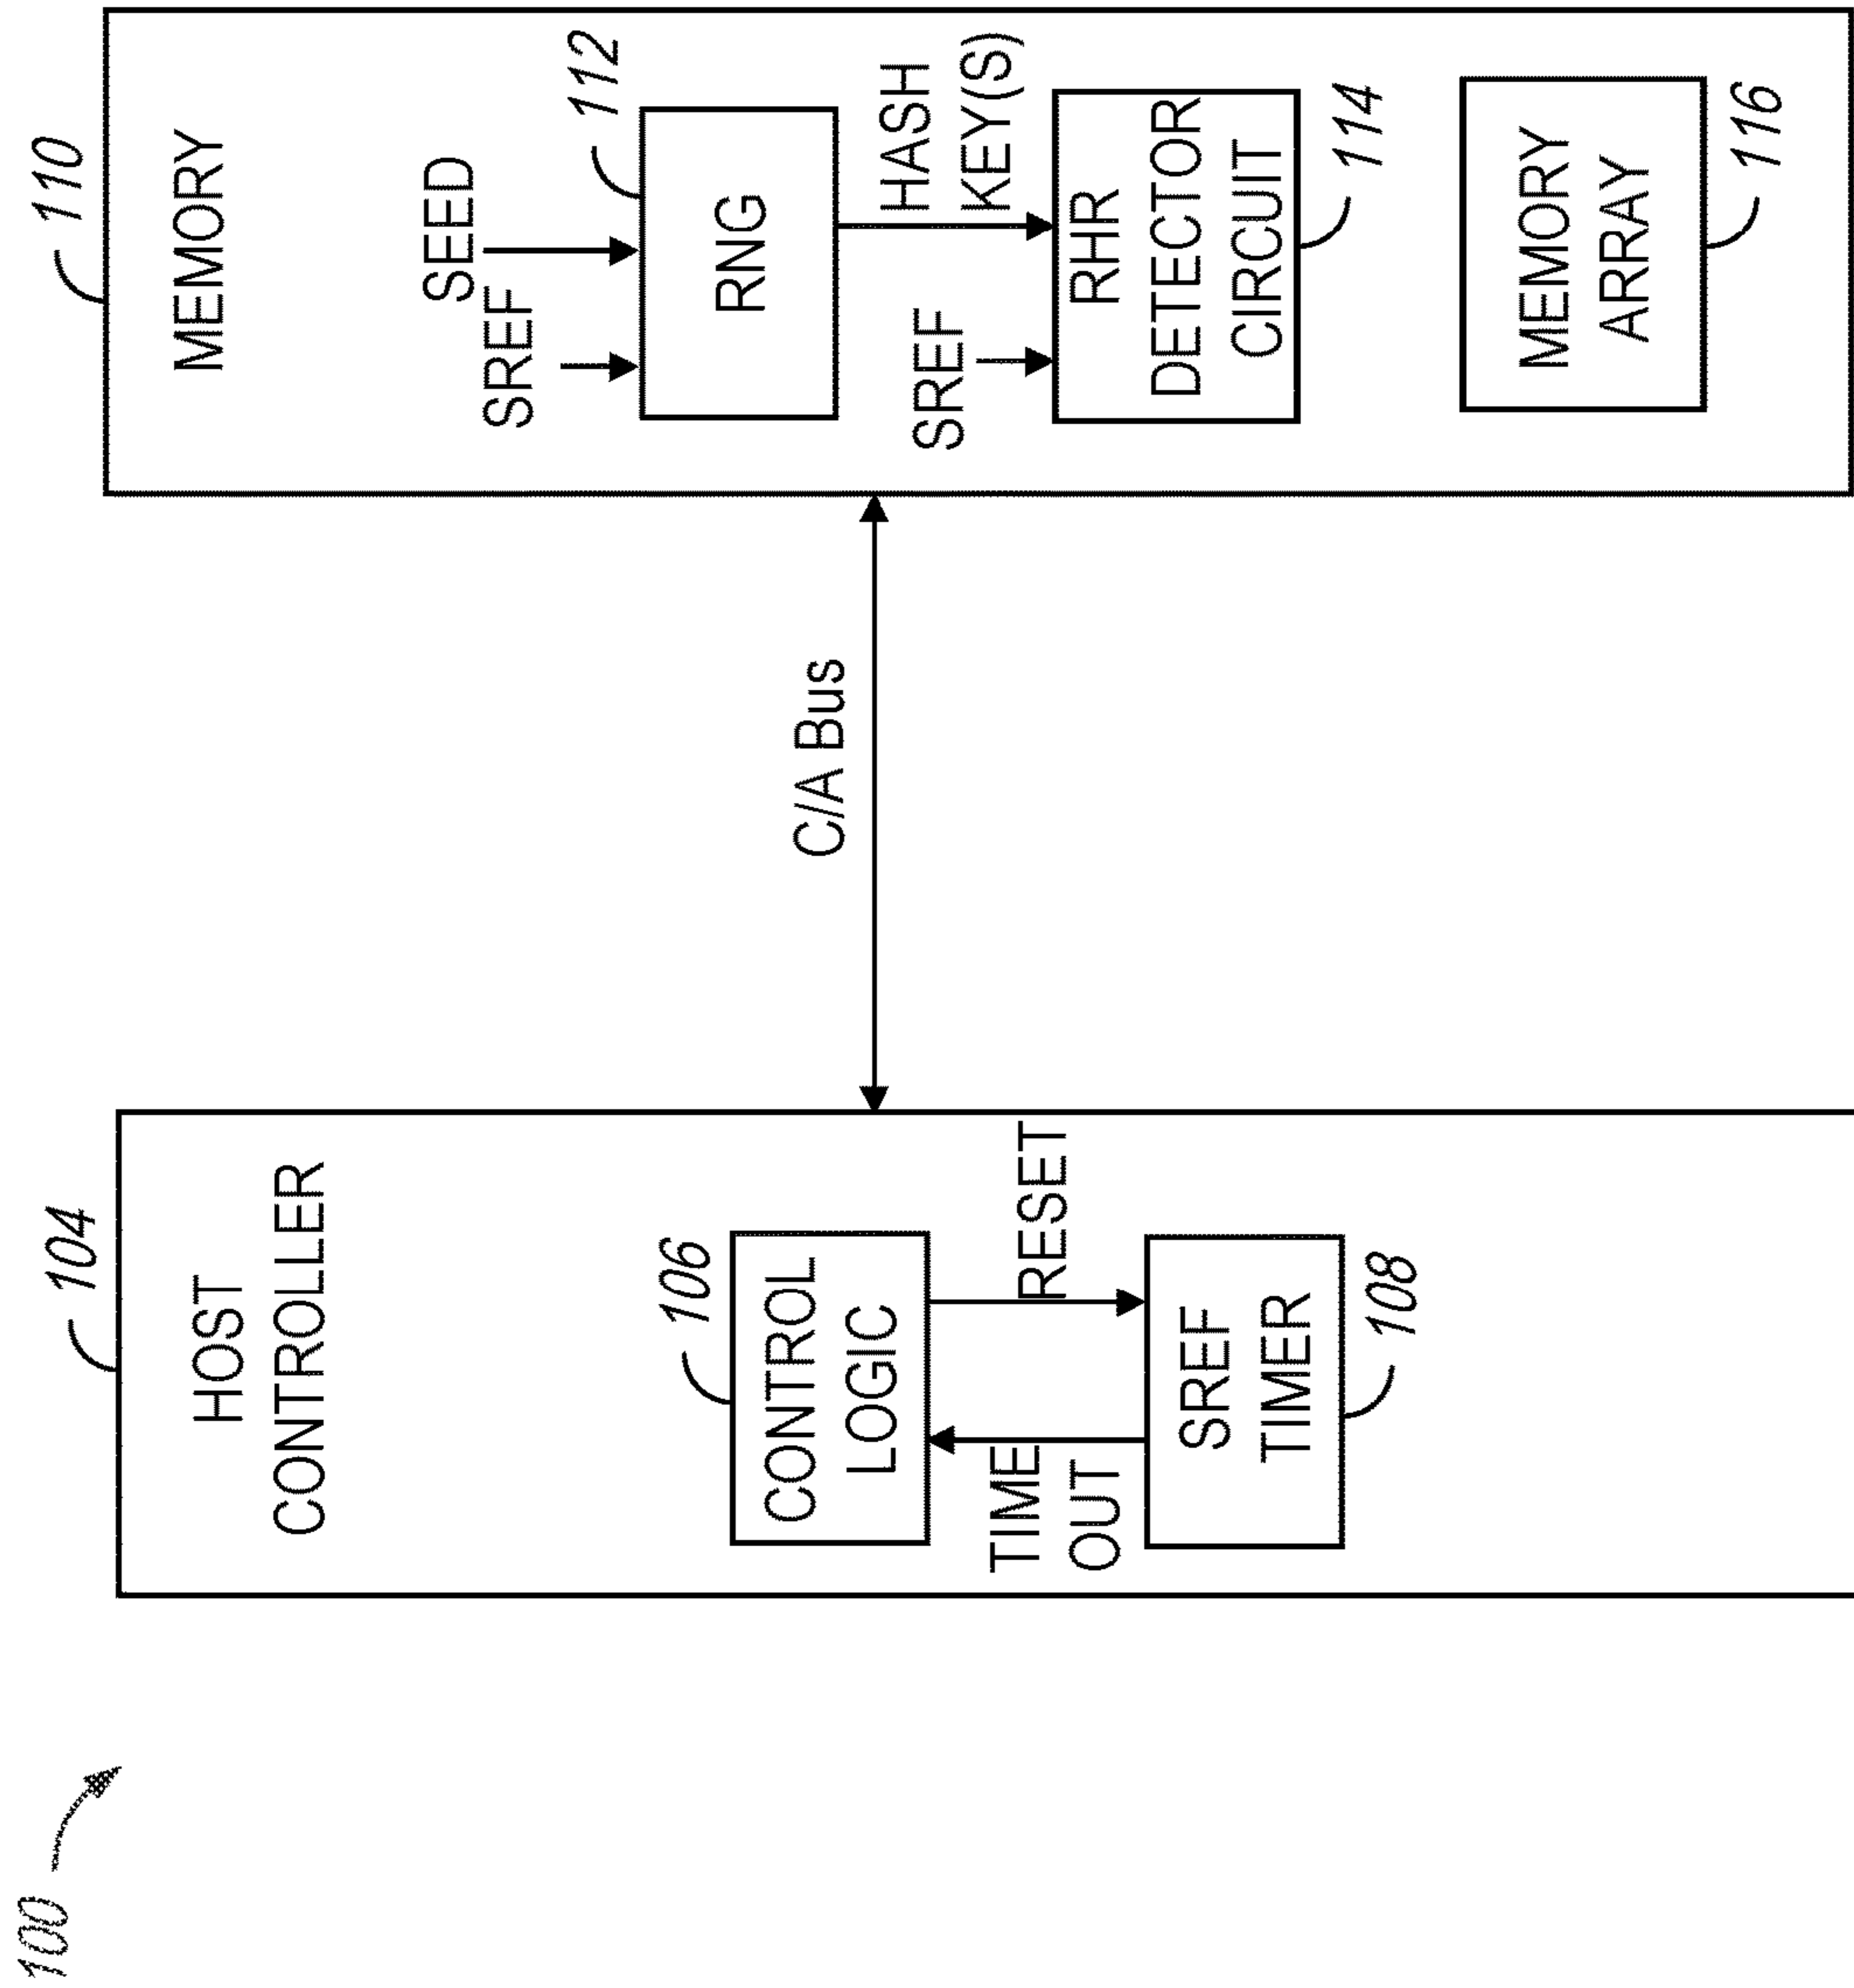 100
104
HOST
CONTROLLER
106
CONTROL
LOGIC
TIME
OUT
RESET
SREF
TIMER
108
C/A Bus
110
MEMORY
SREF
SEED
112
RNG
SREF
HASH
KEY(S)
RHR
DETECTOR
CIRCUIT
114
MEMORY
ARRAY
116